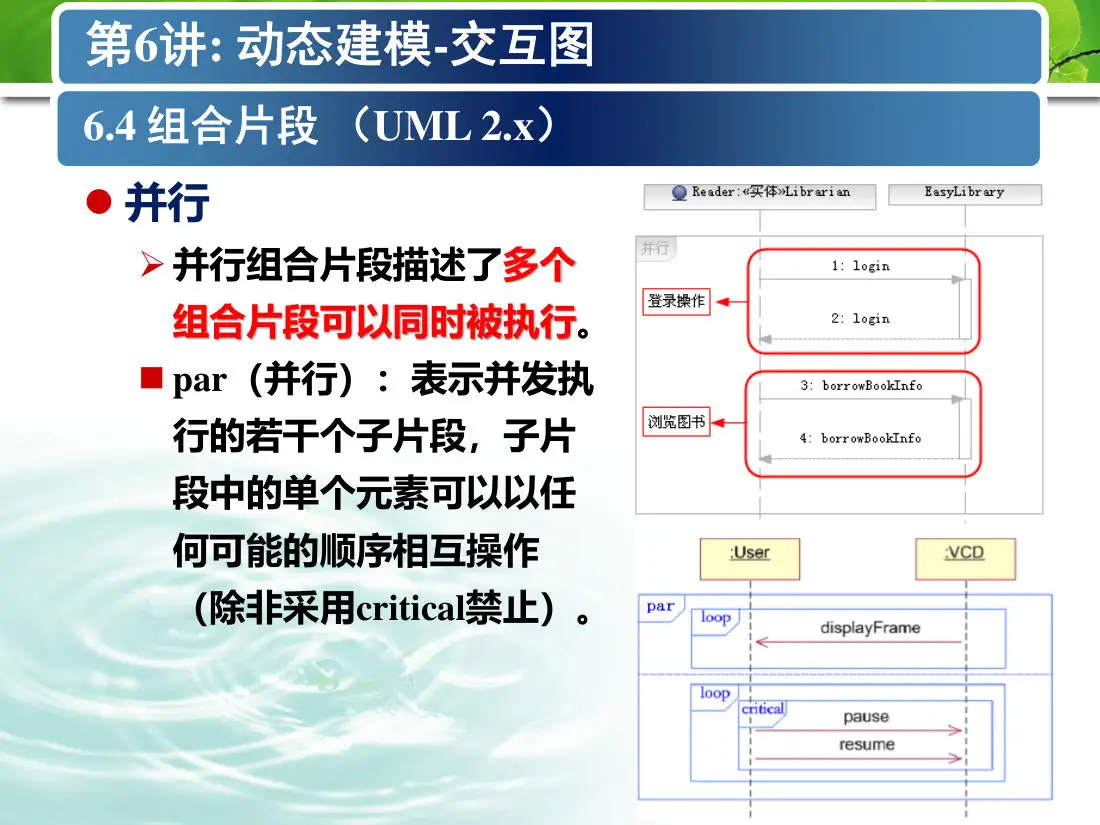 第6讲: 动态建模-交互图
6.4 组合片段 （UML 2.x）
并行
并行组合片段描述了多个
组合片段可以同时被执行。
par（并行）：表示并发执
行的若干个子片段，子片
段中的单个元素可以以任
何可能的顺序相互操作
（除非采用critical禁止）。
Reader:«实体»Librarian
EasyLibrary
并行
1: login
登录操作
2: login
3: borrowBookInfo
浏览图书
4: borrowBookInfo
:User
:VCD
par
loop
displayFrame
loop
critical
pause
resume